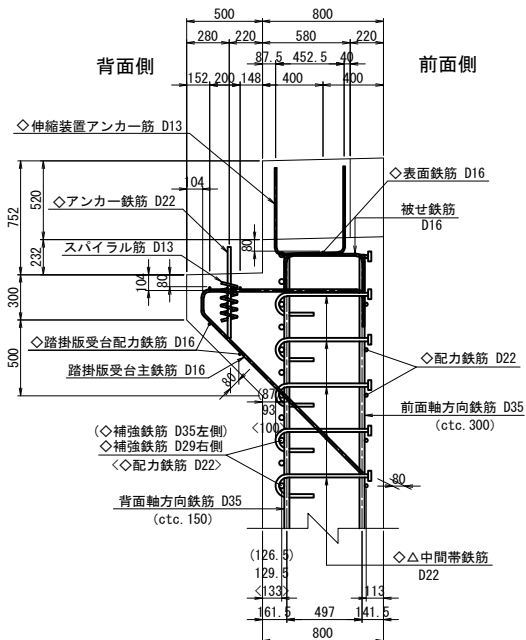 500 800
280 220 580 220
背面側 前面側
87.5 452.5 40
152 200 148 400 400
◇伸縮装置アンカー筋 D13
104
◇表面鉄筋 D16
◇アンカー鉄筋 D22
被せ鉄筋
D16
スパイラル筋 D13
752
520
232
300
500
80
104
80
◇踏掛版受台配力鉄筋 D16
踏掛版受台主鉄筋 D16
80
◇配力鉄筋 D22
(87)
93
<100>
前面軸方向鉄筋 D35
(ctc.300)
(◇補強鉄筋 D35左側)
◇補強鉄筋 D29右側
<◇配力鉄筋 D22>
80
背面軸方向鉄筋 D35
(ctc.150)
(126.5)
129.5
<133>
◇△中間帯鉄筋
D22
113
161.5 497 141.5
800